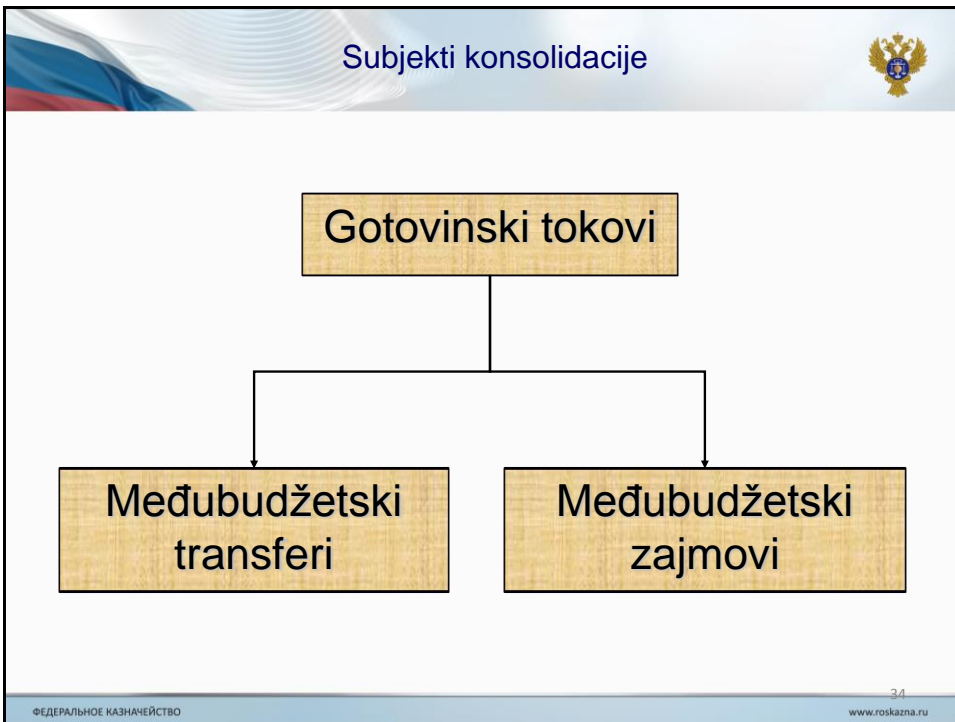 Subjekti konsolidacije
Gotovinski tokovi
Međubudžetski
transferi
Međubudžetski
zajmovi
34
ФЕДЕРАЛЬНОЕ КАЗНАЧЕЙСТВО
www.roskazna.ru